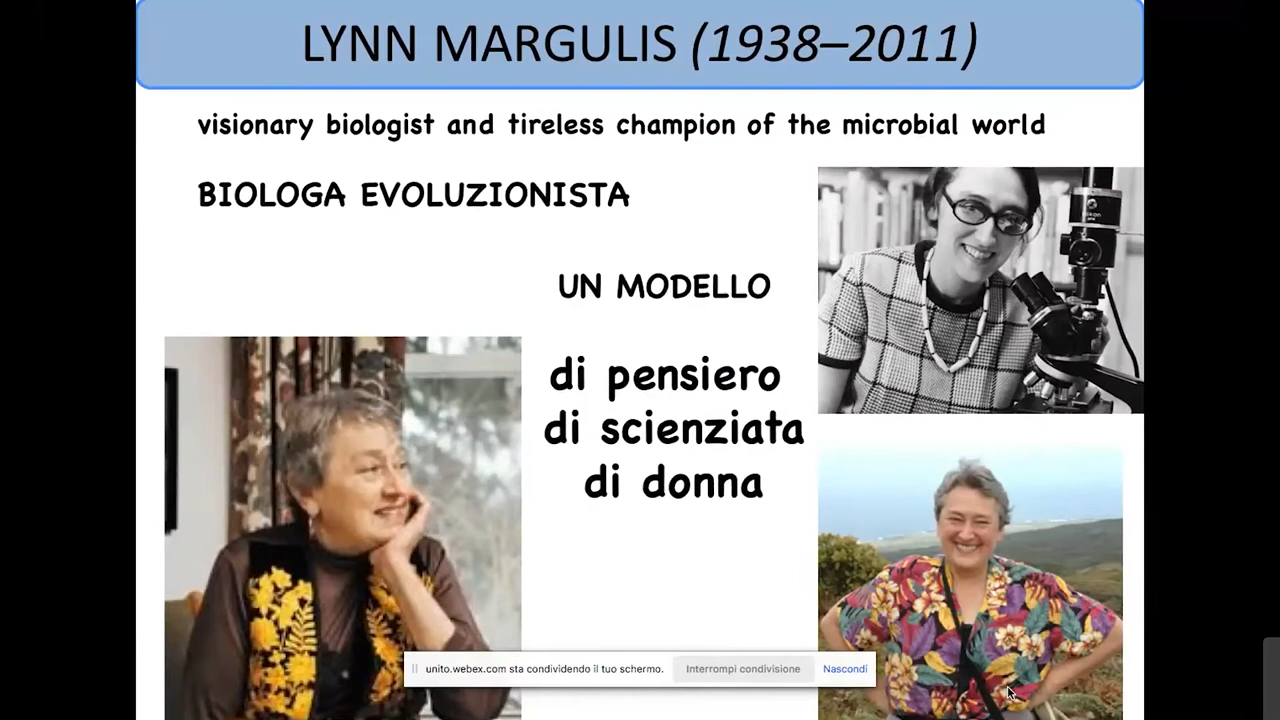 LYNN MARGULIS (1938–2011)
visionary biologist and tireless champion of the microbial world
BIOLOGA EVOLUZIONISTA
UN MODELLO
di pensiero
di scienziata
di donna
unito.webex.com sta condividendo il tuo schermo. Interrompi condivisione Nascondi